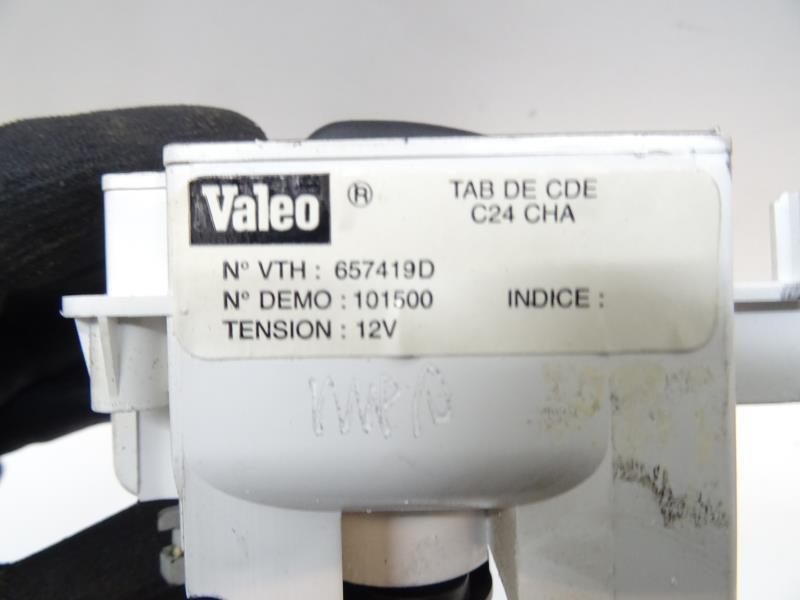 Valeo ®
TAB DE CDE
C24 CHA
N° VTH : 657419D
N° DEMO : 101500 INDICE :
TENSION : 12V